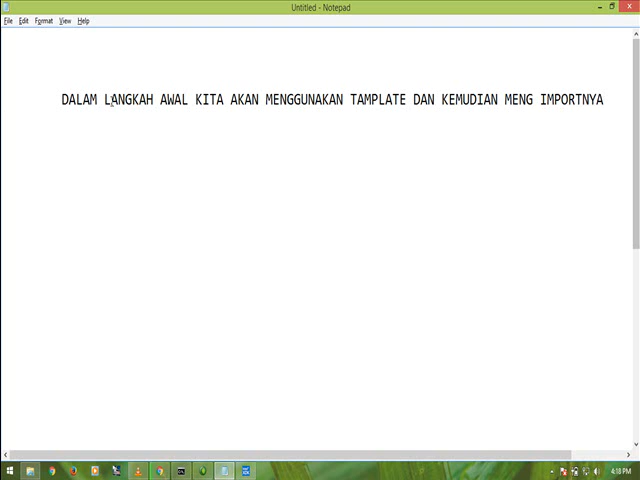 Untitled - Notepad
File Edit Format View Help
DALAM LANGKAH AWAL KITA AKAN MENGGUNAKAN TAMPLATE DAN KEMUDIAN MENG IMPORTNYA
4:18 PM